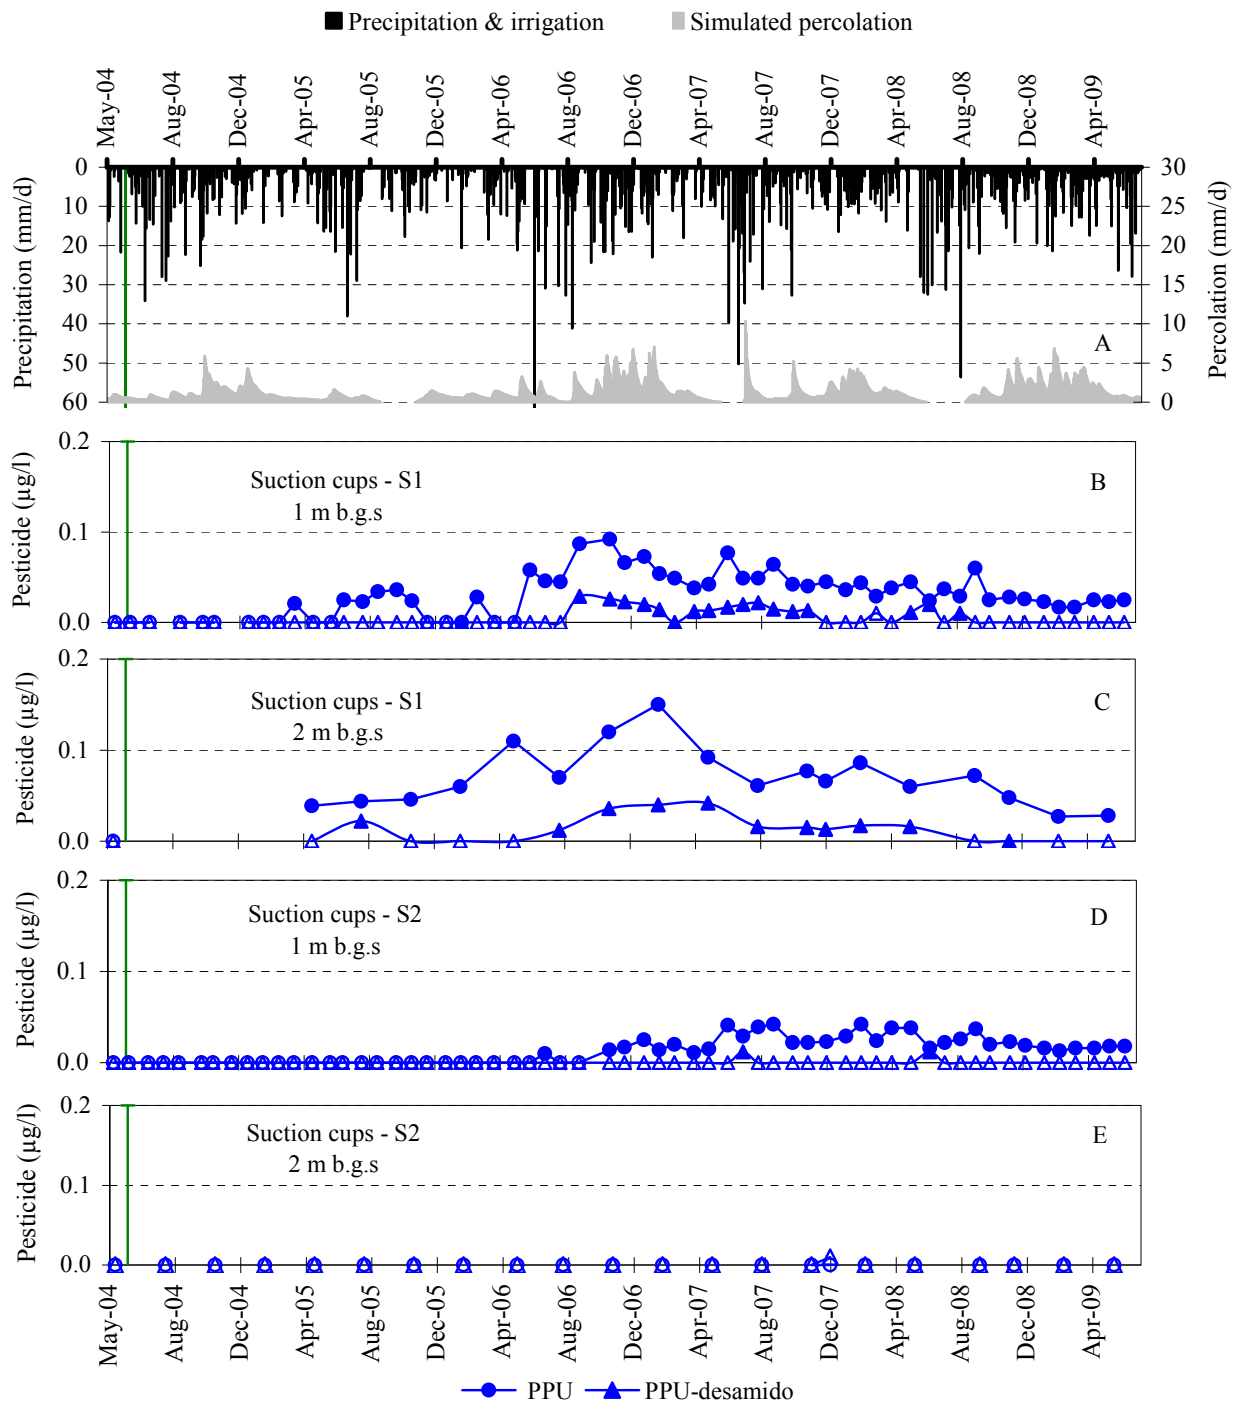 Precipitation & irrigation Simulated percolation
May-04 Aug-04 Dec-04 Apr-05 Aug-05 Dec-05 Apr-06 Aug-06 Dec-06 Apr-07 Aug-07 Dec-07 Apr-08 Aug-08 Dec-08 Apr-09
Precipitation (mm/d)
0
10
20
30
40
50
60
30
25
20
15
10
5
0
Percolation (mm/d)
A
Pesticide (µg/l)
0.2
0.1
0.0
Suction cups - S1
1 m b.g.s
B
Pesticide (µg/l)
0.2
0.1
0.0
Suction cups - S1
2 m b.g.s
C
Pesticide (µg/l)
0.2
0.1
0.0
Suction cups - S2
1 m b.g.s
D
Pesticide (µg/l)
0.2
0.1
0.0
Suction cups - S2
2 m b.g.s
E
May-04 Aug-04 Dec-04 Apr-05 Aug-05 Dec-05 Apr-06 Aug-06 Dec-06 Apr-07 Aug-07 Dec-07 Apr-08 Aug-08 Dec-08 Apr-09
PPU PPU-desamido